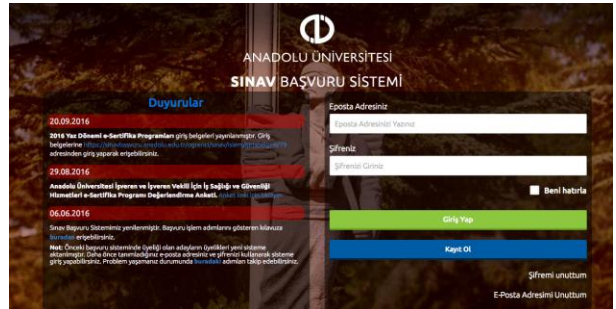 ANADOLU ÜNİVERSİTESİ
SINAV BAŞVURU SİSTEMİ
Duyurular
20.09.2016
2016 Yaz Dönemi e-Sertifika Programları giriş belgeleri yayınlanmıştır. Giriş
belgelerine
adresinden giriş yaparak erişebilirsiniz.
29.08.2016
Anadolu Üniversitesi İşveren ve İşveren Vekili İçin İş Sağlığı ve Güvenliği
Hizmetleri e-Sertifika Programı Değerlendirme Anketi.
06.06.2016
Sınav Başvuru Sistemimiz yenilenmiştir. Başvuru işlem adımlarını gösteren kılavuza
buradan erişebilirsiniz.
Not: Önceki başvuru sisteminde üyeliği olan adayların üyelikleri yeni sisteme
aktarılmıştır. Daha önce tanımladığınız e-posta adresiniz ve şifrenizi kullanarak sisteme
giriş yapabilirsiniz. Problem yaşamanız durumunda buradaki adımları takip edebilirsiniz.
Eposta Adresiniz
Eposta Adresinizi Yazınız
Şifreniz
Şifrenizi Giriniz
Beni hatırla
Giriş Yap
Kayıt Ol
Şifremi unuttum
E-Posta Adresimi Unuttum